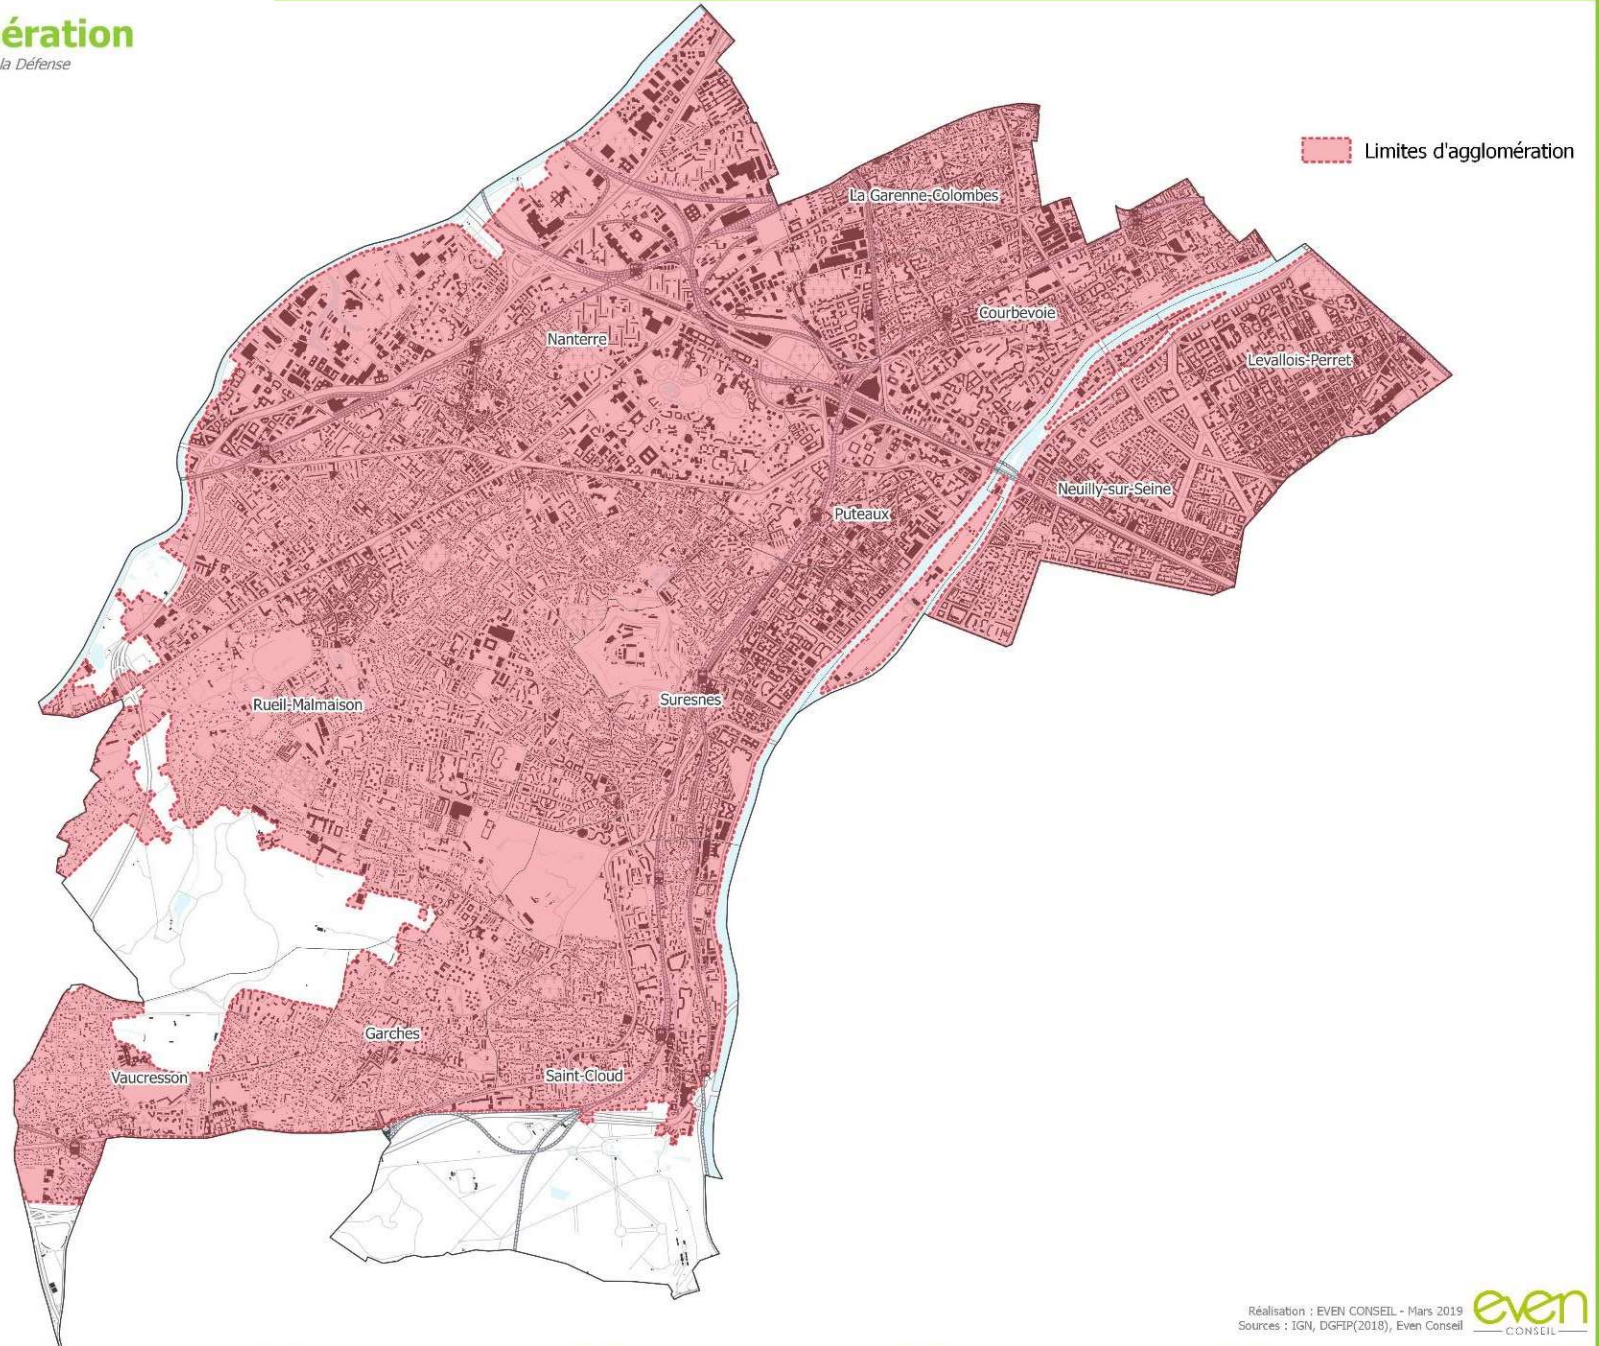 ération
la Défense
Limites d'agglomération
La Garenne-Colombes
Courbevoie
Nanterre
Levallois-Perret
Neuilly-sur-Seine
Puteaux
Suresnes
Rueil-Malmaison
Garches
Saint-Cloud
Vaucresson
Réalisation : EVEN CONSEIL - Mars 2019
Sources : IGN, DGFIP(2018), Even Conseil
even
CONSEIL